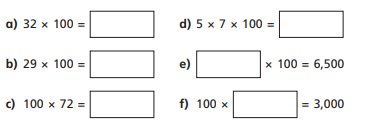 a) 32 × 100 =
b) 29 × 100 =
c) 100 × 72 =
d) 5 × 7 × 100 =
e) × 100 = 6,500
f) 100 × = 3,000